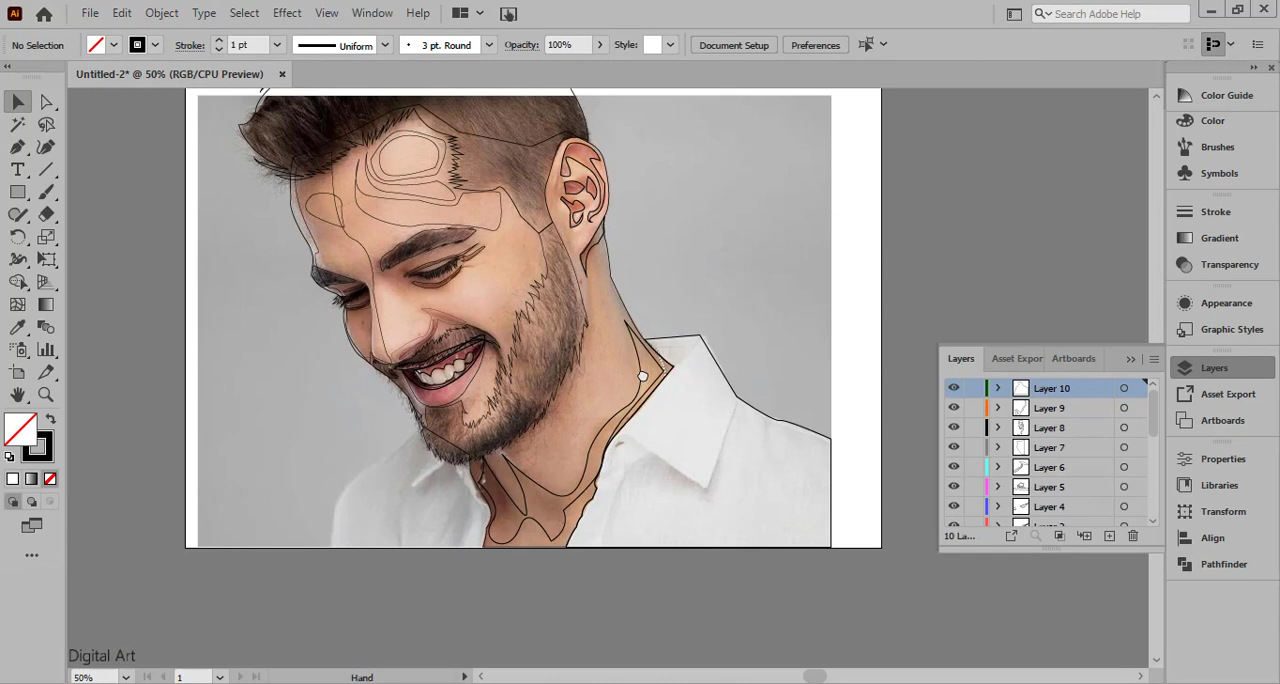 Ai File Edit Object Type Select Effect View Window Help Search Adobe Help
No Selection Stroke: 1 pt Uniform 3 pt. Round Opacity: 100% Style: Document Setup Preferences
Untitled-2* @ 50% (RGB/CPU Preview)
Color Guide
Color
Brushes
Symbols
Stroke
Gradient
Transparency
Appearance
Graphic Styles
Layers
Asset Export
Artboards
Properties
Libraries
Transform
Align
Pathfinder
Layers Asset Expor Artboards
Layer 10
Layer 9
Layer 8
Layer 7
Layer 6
Layer 5
Layer 4
10 La...
Digital Art
50% 1 Hand